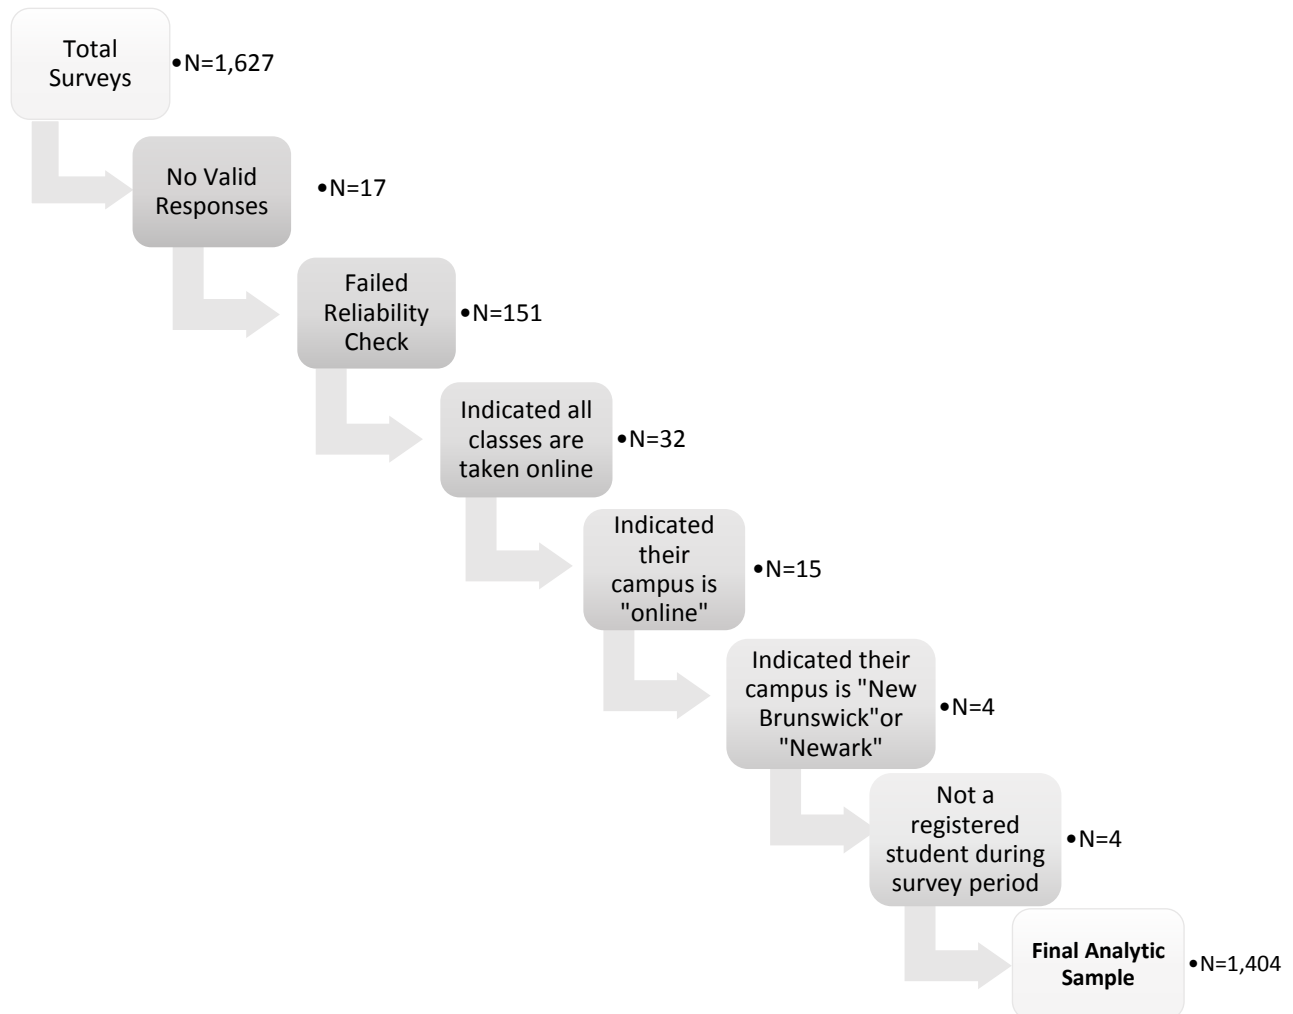 Total
Surveys
•N=1,627
No Valid
Responses
•N=17
Failed
Reliability
Check
•N=151
Indicated all
classes are
taken online
•N=32
Indicated
their
campus is
"online"
•N=15
Indicated their
campus is "New
Brunswick"or
"Newark"
•N=4
Not a
registered
student during
survey period
•N=4
Final Analytic
Sample
•N=1,404